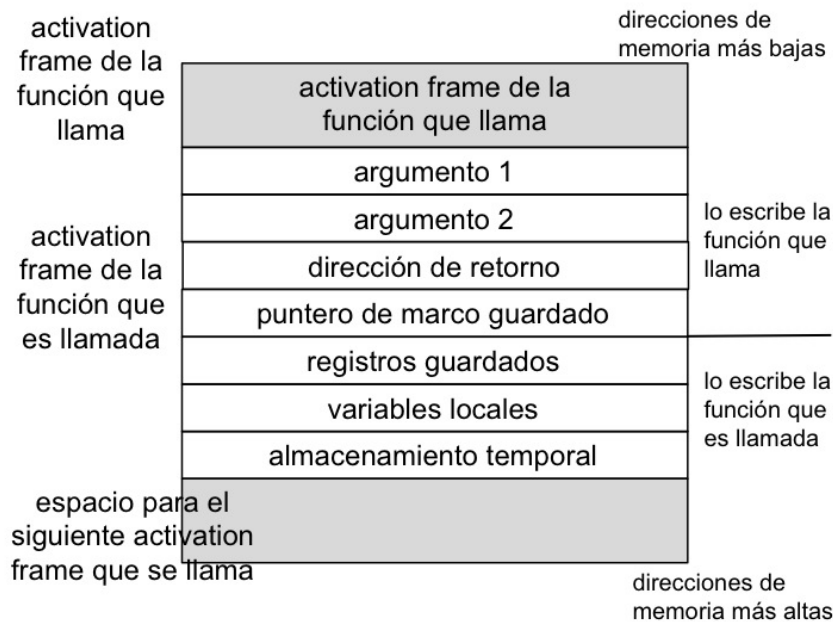 activation
frame de la
función que
llama
direcciones de
memoria más bajas
activation frame de la
función que llama
argumento 1
argumento 2
dirección de retorno
puntero de marco guardado
registros guardados
variables locales
almacenamiento temporal
activation
frame de la
función que
es llamada
lo escribe la
función que
llama
lo escribe la
función que
es llamada
espacio para el
siguiente activation
frame que se llama
direcciones de
memoria más altas